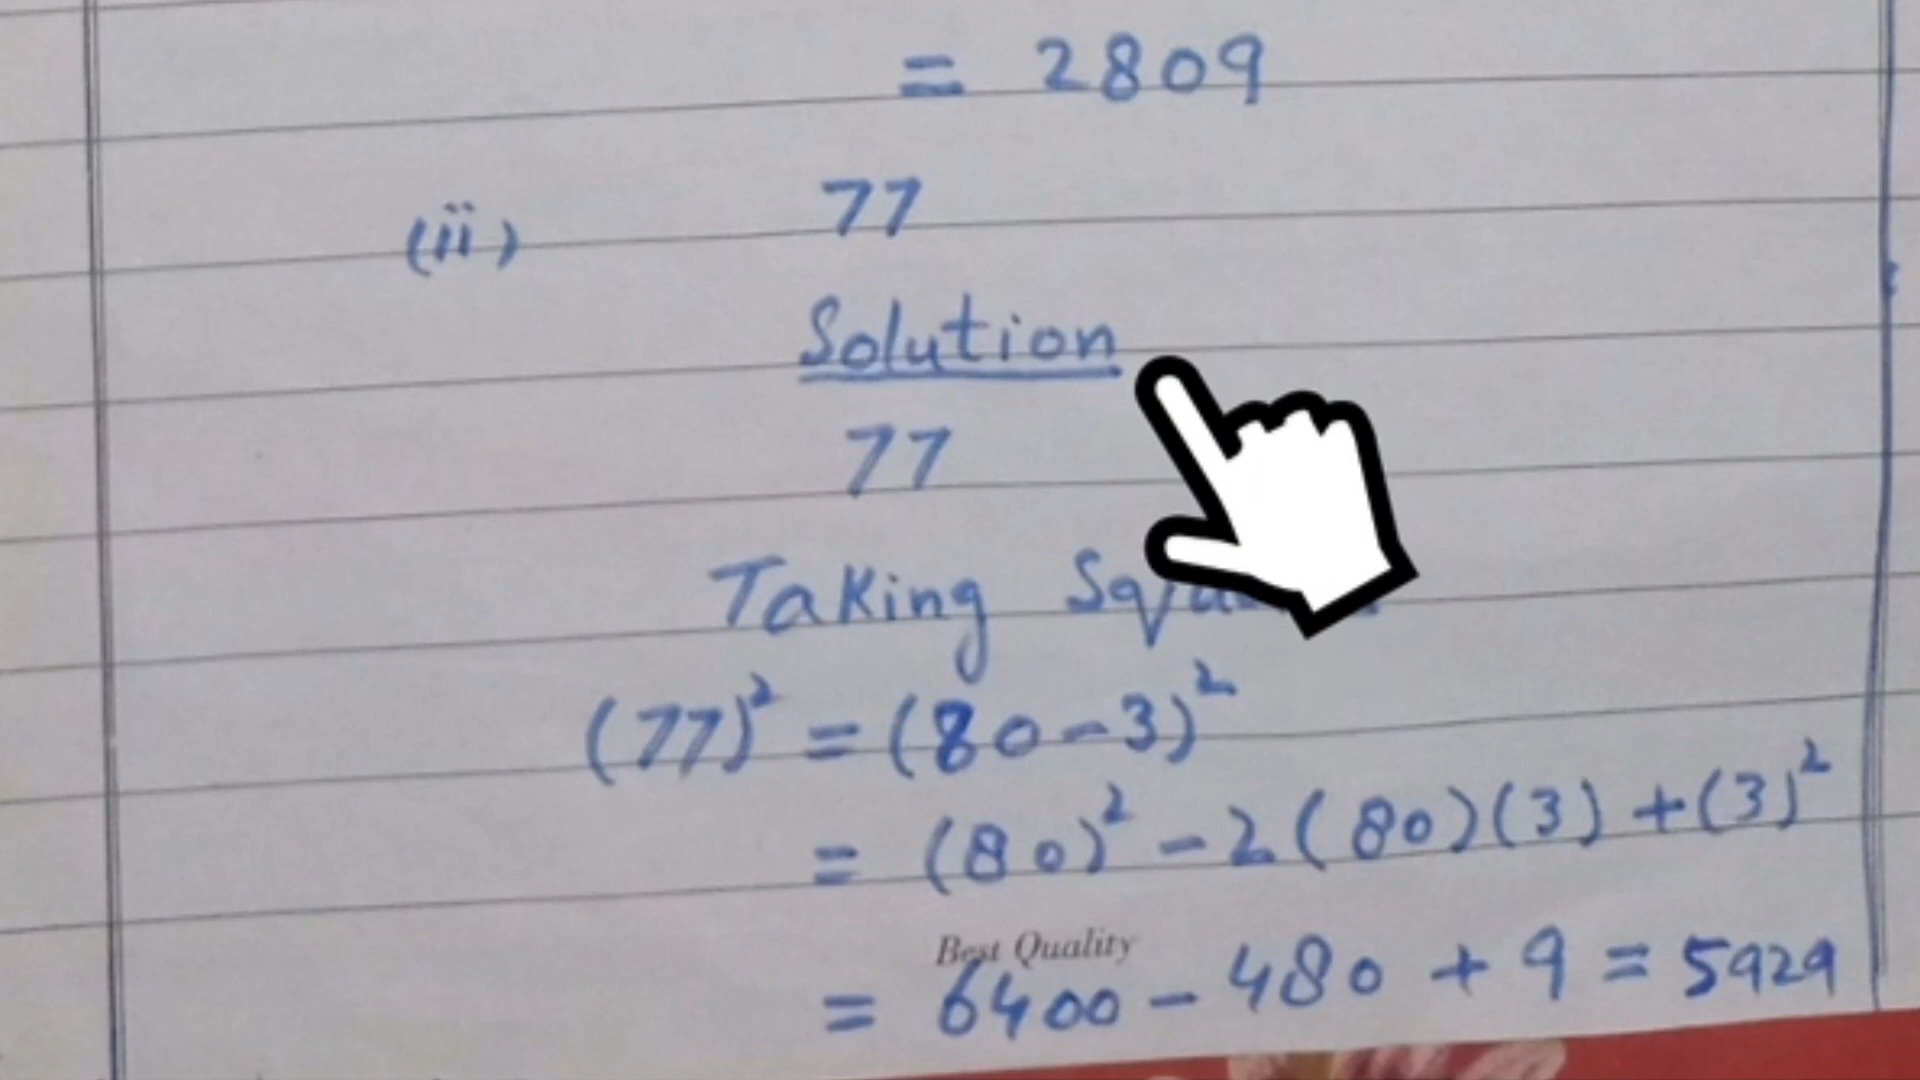 = 2809
(ii) 77
Solution
77
Taking
(77)² = (80-3)²
= (80)² - 2(80)(3) + (3)²
Best Quality
= 6400 - 480 + 9 = 5929